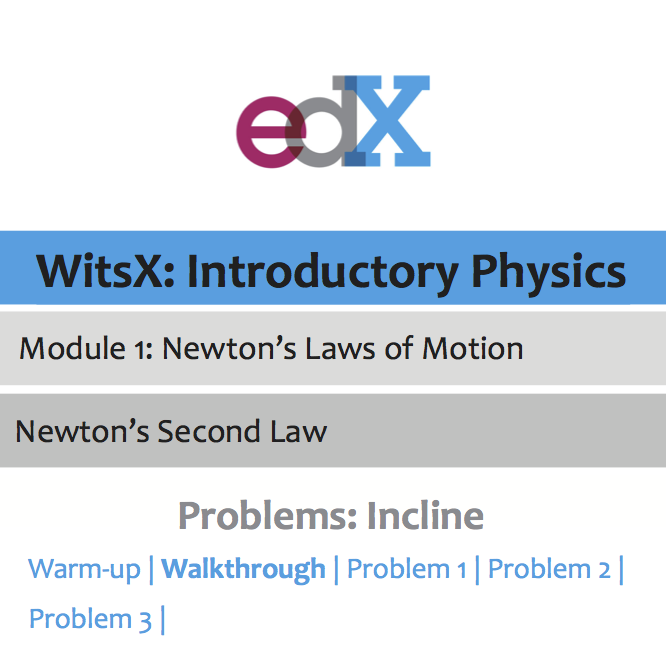 edX
WitsX: Introductory Physics
Module 1: Newton’s Laws of Motion
Newton’s Second Law
Problems: Incline
Warm-up | Walkthrough | Problem 1 | Problem 2 |
Problem 3 |